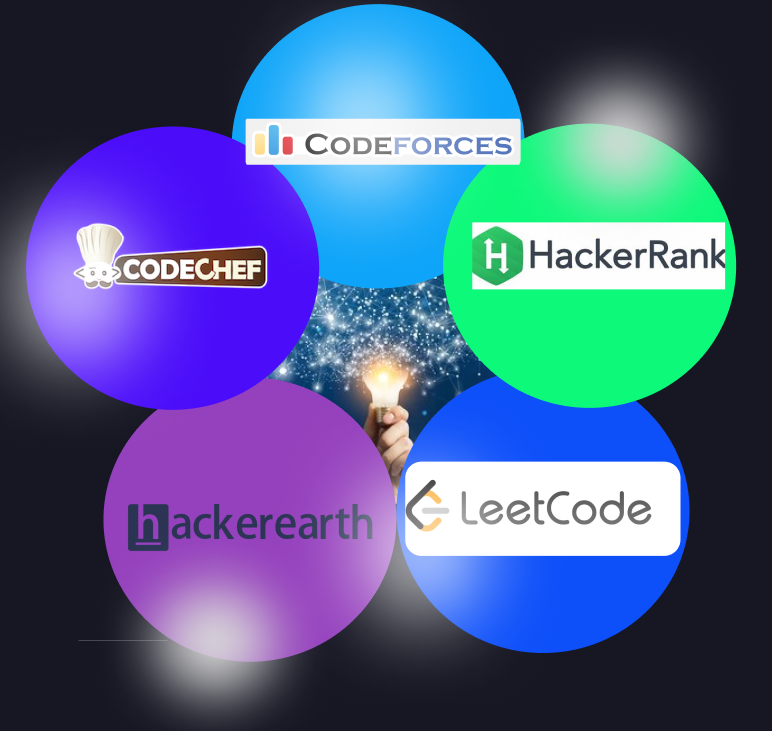 CODEFORCES
CODECHEF
HackerRank
hackerearth
LeetCode